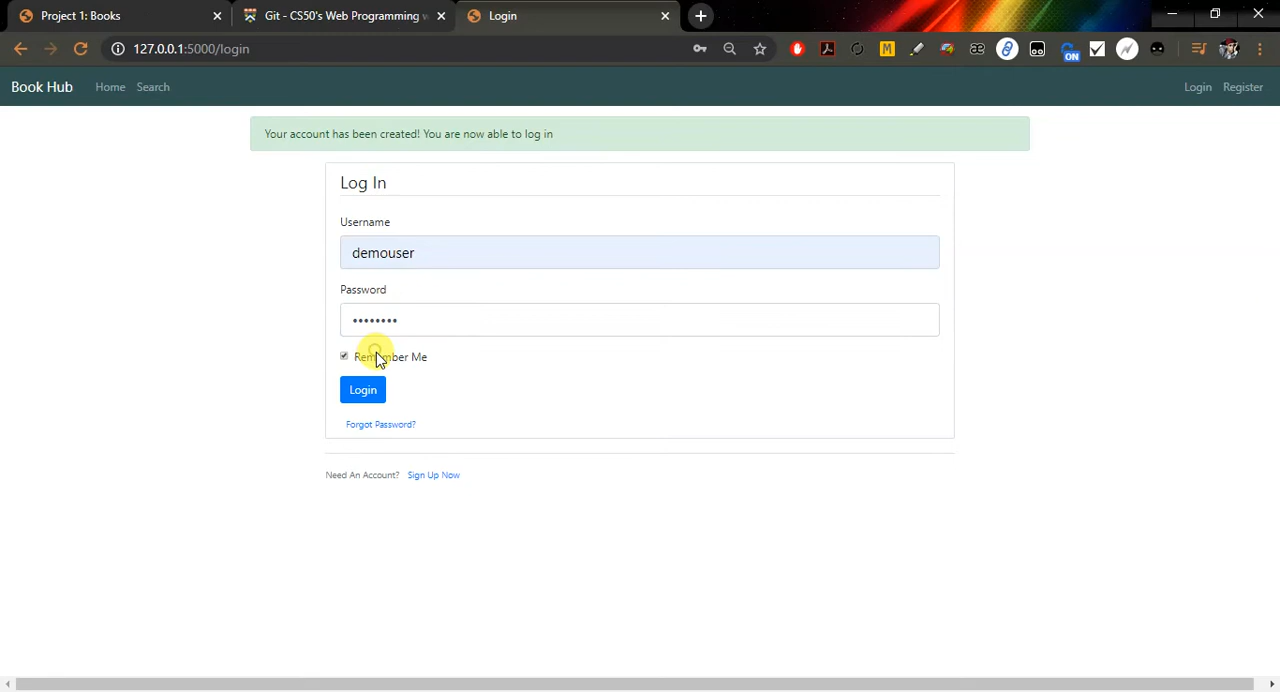 Project 1: Books
Git - CS50's Web Programming w
Login
127.0.0.1:5000/login
M
æ
ON
Book Hub
Home
Search
Login
Register
Your account has been created! You are now able to log in
Log In
Username
demouser
Password
••••••••
Remember Me
Login
Forgot Password?
Need An Account? Sign Up Now